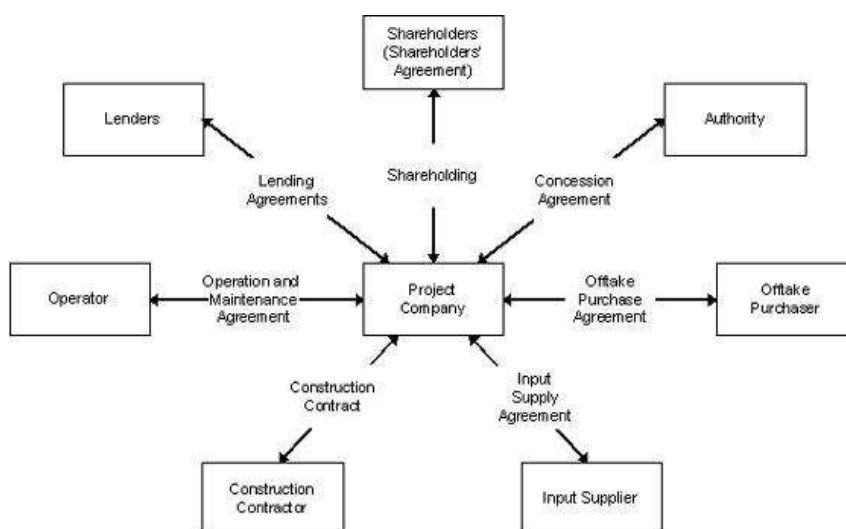 Shareholders
(Shareholders'
Agreement)
Lenders
Authority
Lending
Agreements
Shareholding
Concession
Agreement
Operator
Operation and
Maintenance
Agreement
Project
Company
Offtake
Purchase
Agreement
Offtake
Purchaser
Construction
Contract
Input
Supply
Agreement
Construction
Contractor
Input Supplier